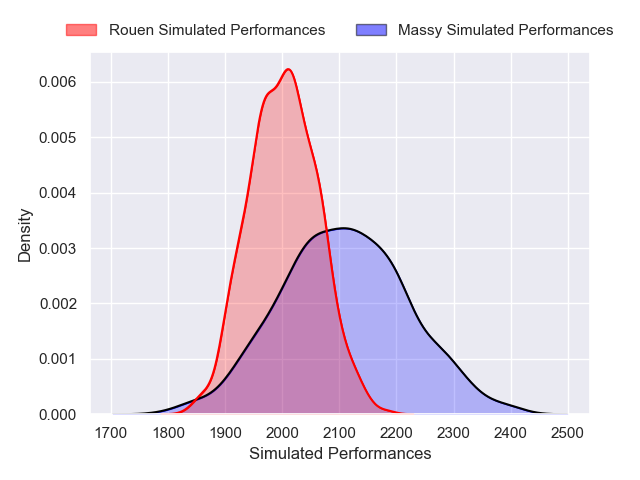 Rouen Simulated Performances
Massy Simulated Performances
0.006
0.005
0.004
0.003
0.002
0.001
0.000
Density
1700 1800 1900 2000 2100 2200 2300 2400 2500
Simulated Performances